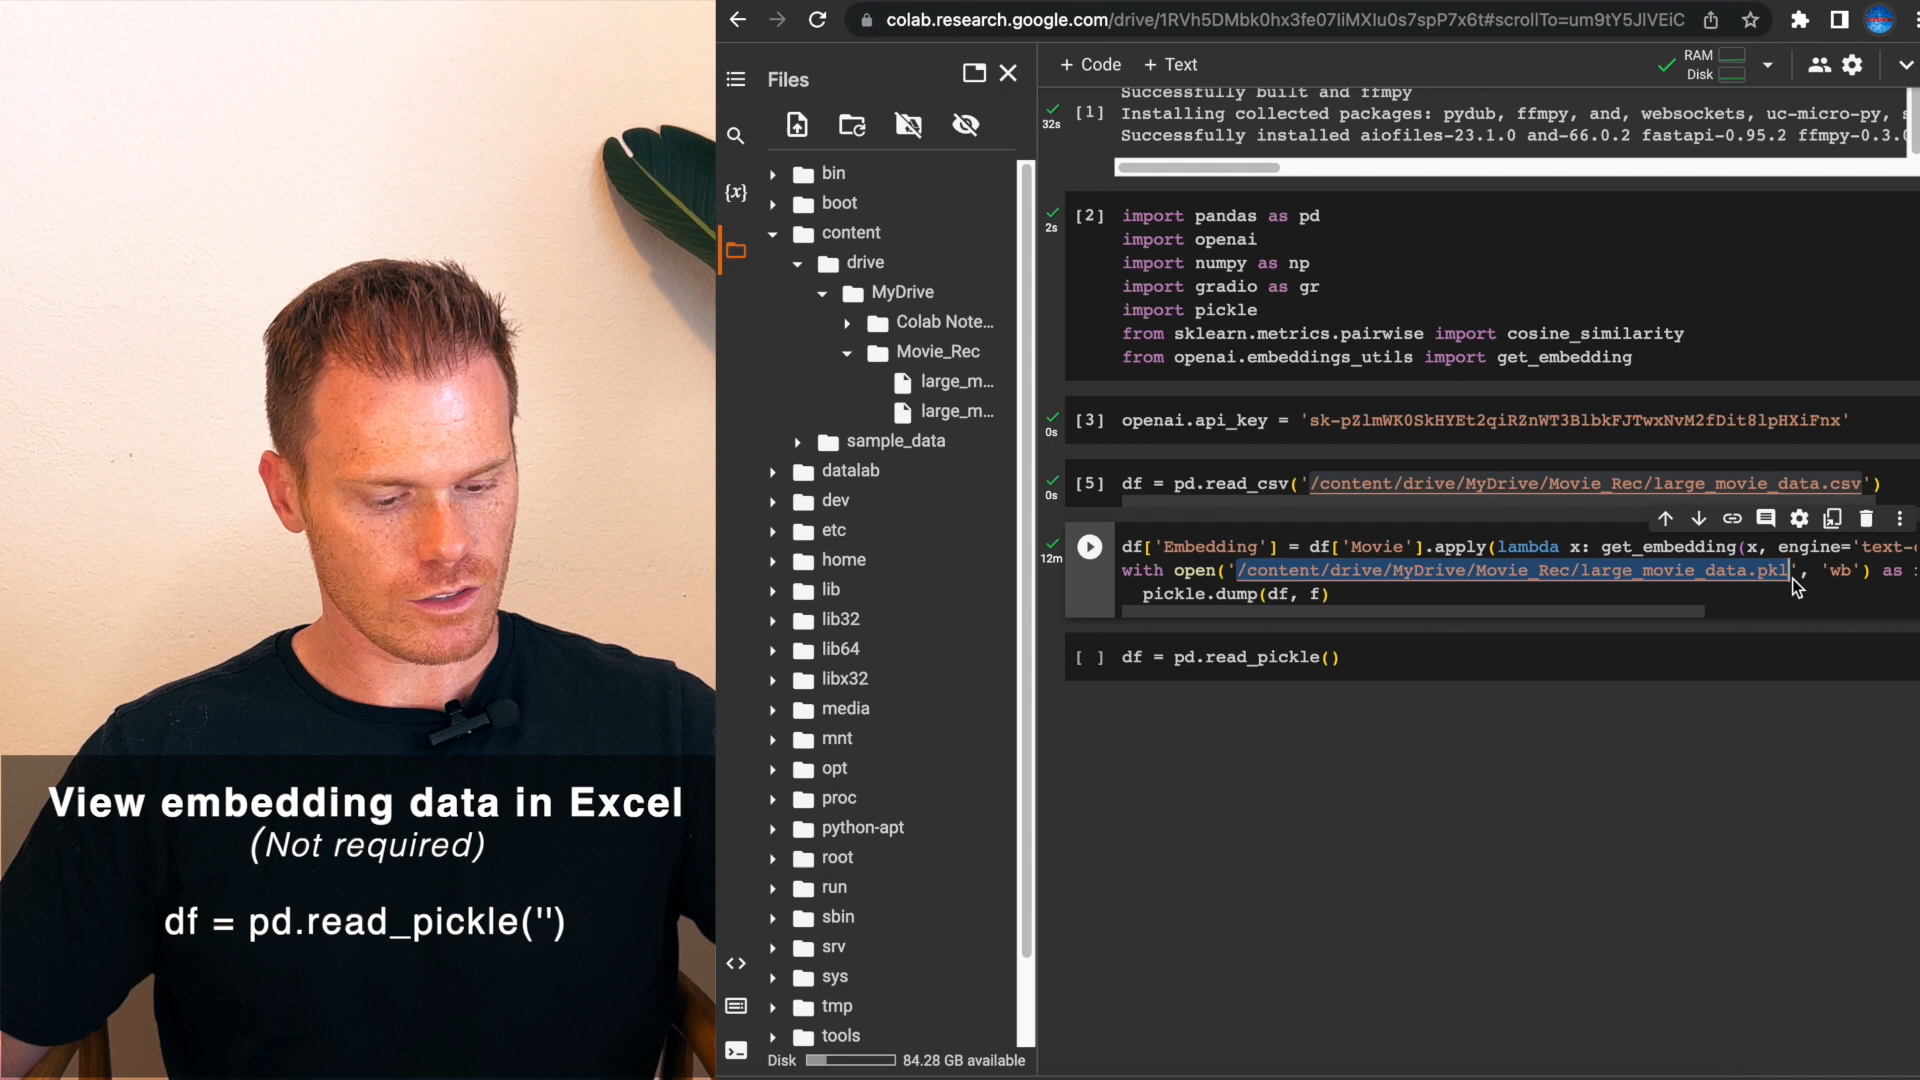 View embedding data in Excel
(Not required)
df = pd.read_pickle('')
colab.research.google.com/drive/1RVh5DMbk0hx3fe07IiMXIu0s7spP7x6t#scrollTo=um9tY5JIVEiC
Files
bin
boot
content
drive
MyDrive
Colab Note...
Movie_Rec
large_m...
large_m...
sample_data
datalab
dev
etc
home
lib
lib32
lib64
libx32
media
mnt
opt
proc
python-apt
root
run
sbin
srv
sys
tmp
tools
Disk 84.28 GB available
+ Code + Text
RAM
Disk
Successfully built and ffmpy
[1] Installing collected packages: pydub, ffmpy, and, websockets, uc-micro-py,
32s
Successfully installed aiofiles-23.1.0 and-66.0.2 fastapi-0.95.2 ffmpy-0.3.0
[2] import pandas as pd
2s
import openai
import numpy as np
import gradio as gr
import pickle
from sklearn.metrics.pairwise import cosine_similarity
from openai.embeddings_utils import get_embedding
[3] openai.api_key = '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'
0s
[5] df = pd.read_csv('/content/drive/MyDrive/Movie_Rec/large_movie_data.csv')
0s
df['Embedding'] = df['Movie'].apply(lambda x: get_embedding(x, engine='text-
12m
with open('/content/drive/MyDrive/Movie_Rec/large_movie_data.pkl', 'wb') as
pickle.dump(df, f)
[ ] df = pd.read_pickle()